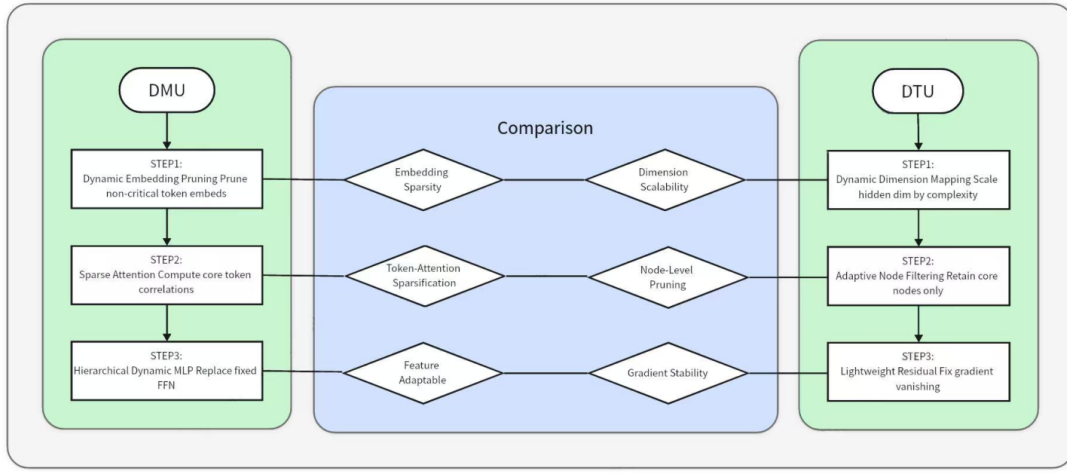 DMU
STEP1:
Dynamic Embedding Pruning Prune
non-critical token embeds
STEP2:
Sparse Attention Compute core token
correlations
STEP3:
Hierarchical Dynamic MLP Replace fixed
FFN
Comparison
Embedding
Sparsity
Dimension
Scalability
Token-Attention
Sparsification
Node-Level
Pruning
Feature
Adaptable
Gradient Stability
DTU
STEP1:
Dynamic Dimension Mapping Scale
hidden dim by complexity
STEP2:
Adaptive Node Filtering Retain core
nodes only
STEP3:
Lightweight Residual Fix gradient
vanishing